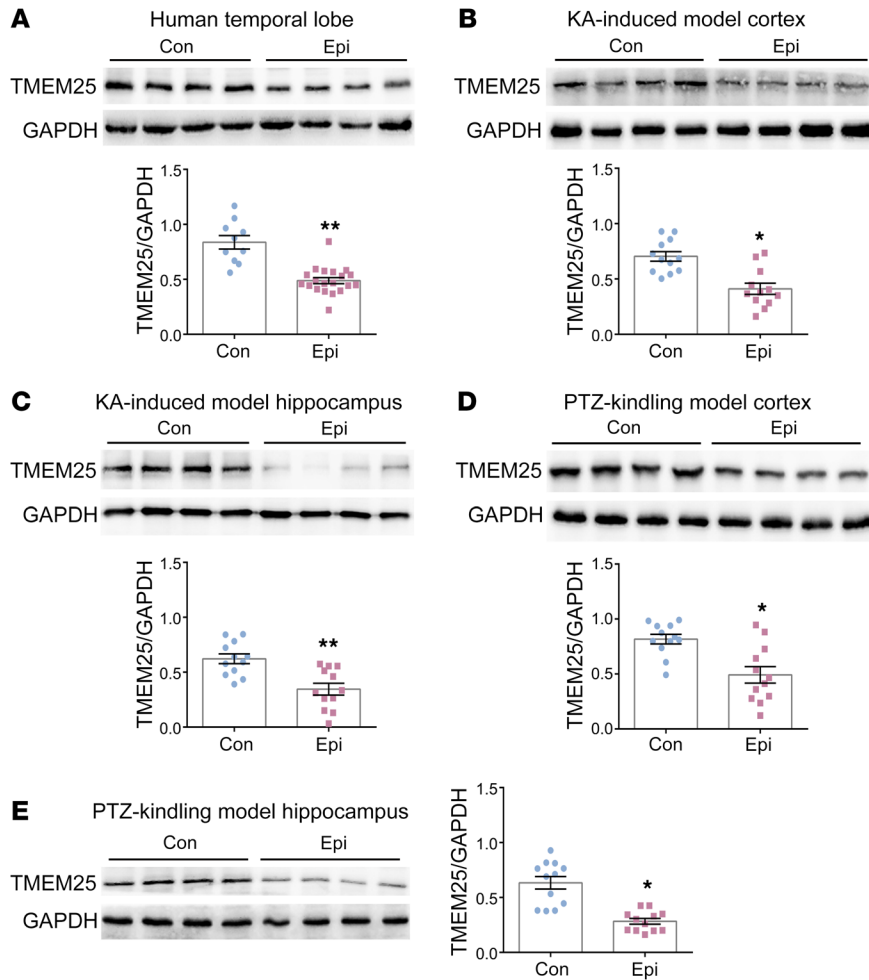 A
Human temporal lobe
Con Epi
TMEM25
GAPDH
TMEM25/GAPDH
1.5
1.0
0.5
0.0
**
Con Epi
B
KA-induced model cortex
Con Epi
TMEM25
GAPDH
TMEM25/GAPDH
1.5
1.0
0.5
0.0
*
Con Epi
C
KA-induced model hippocampus
Con Epi
TMEM25
GAPDH
TMEM25/GAPDH
1.5
1.0
0.5
0.0
**
Con Epi
D
PTZ-kindling model cortex
Con Epi
TMEM25
GAPDH
TMEM25/GAPDH
1.5
1.0
0.5
0.0
*
Con Epi
E
PTZ-kindling model hippocampus
Con Epi
TMEM25
GAPDH
TMEM25/GAPDH
1.5
1.0
0.5
0.0
*
Con Epi